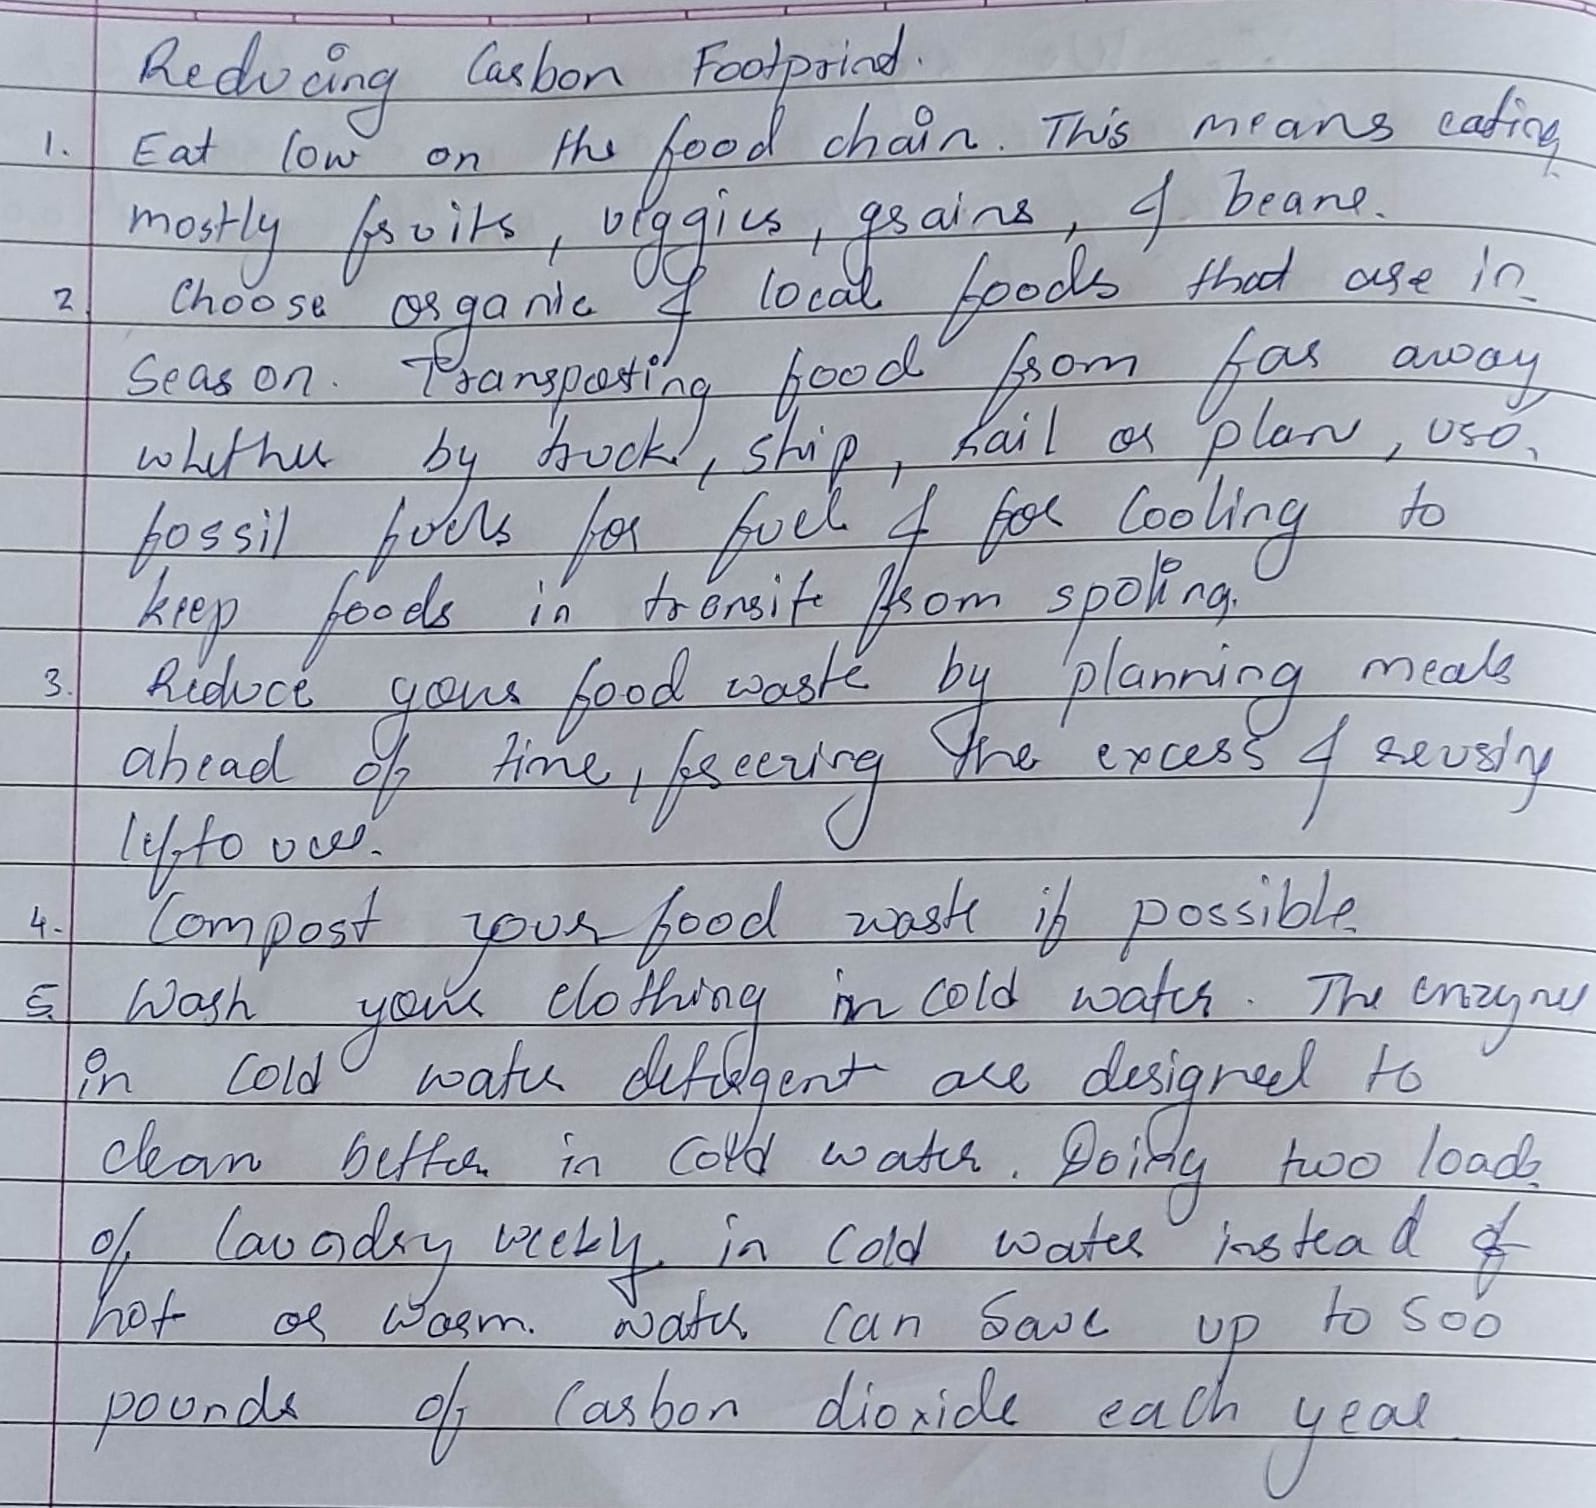 Reducing Carbon Footprint.
1. Eat low on the food chain. This means eating
mostly fruits, veggies, grains, & beans.
2. Choose organic & local foods that are in
season. Transporting food from far away
whether by truck, ship, rail or plan, use
fossil fuels for fuel & for cooling to
keep foods in transite from spoling.
3. Reduce your food waste by planning meals
ahead of time, freezing the excess & reusing
leftover.
4. Compost your food waste if possible.
5. Wash your clothing in cold water. The enzymes
in cold water detergent are designed to
clean better in cold water. Doing two loads
of laundry weekly in cold water instead of
hot or warm. water can save up to 500
pounds of carbon dioxide each year.